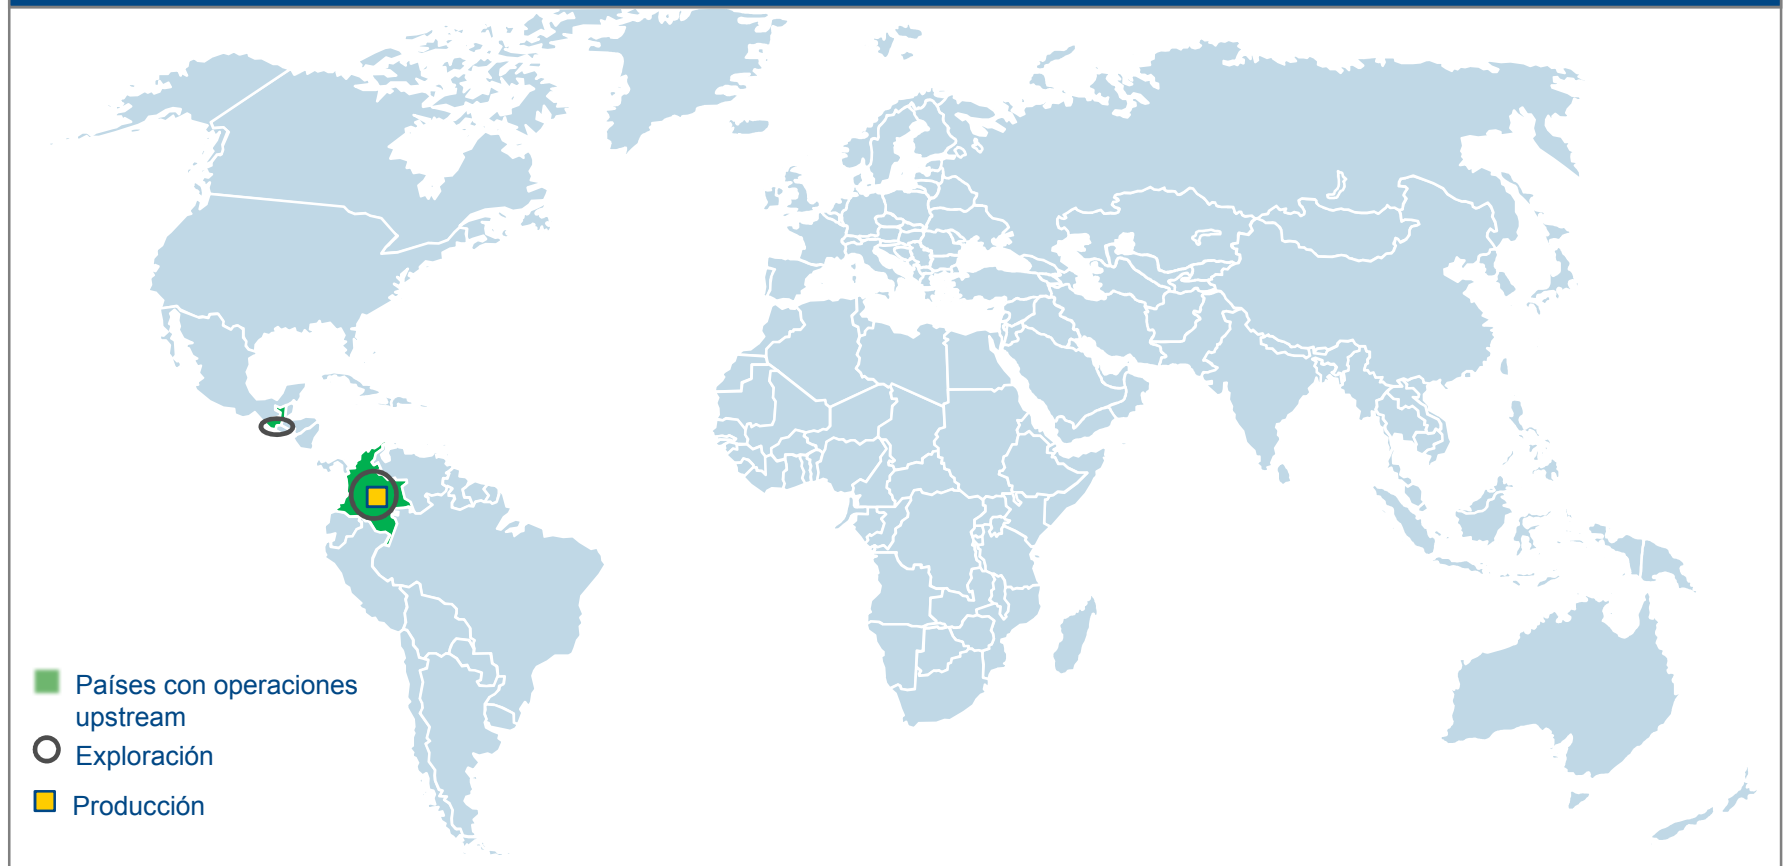 Países con operaciones
upstream
Exploración
Producción